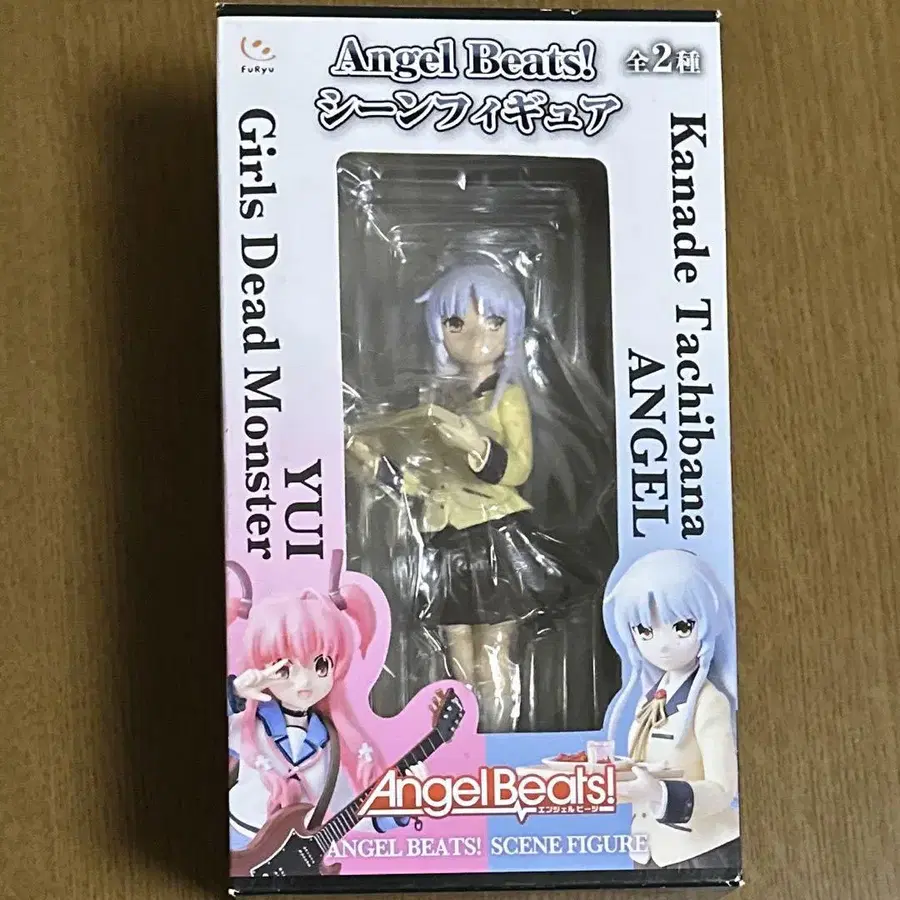 FuRyu
Angel Beats!
全2種
シーンフィギュア
Girls Dead Monster
YUI
Kanade Tachibana
ANGEL
Angel Beats!
エンジェルビーツ
ANGEL BEATS! SCENE FIGURE